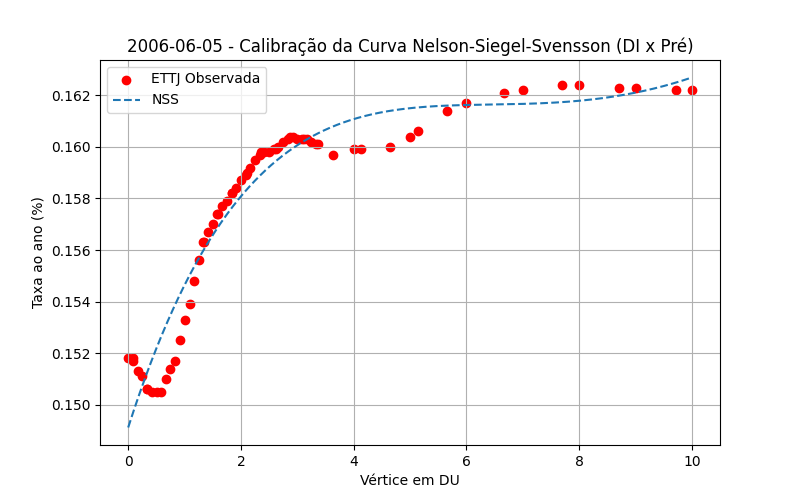 2006-06-05 - Calibração da Curva Nelson-Siegel-Svensson (DI x Pré)
ETTJ Observada
NSS
Taxa ao ano (%)
0.162
0.160
0.158
0.156
0.154
0.152
0.150
0 2 4 6 8 10
Vértice em DU